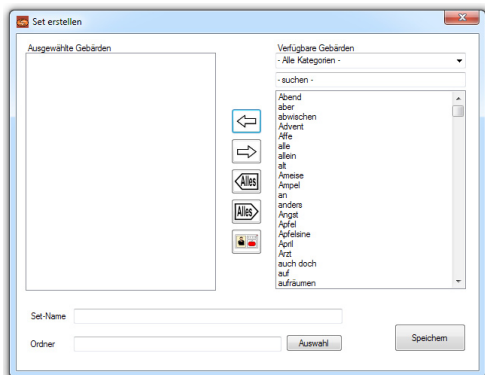 Set erstellen
Ausgewählte Gebärden
Verfügbare Gebärden
- Alle Kategorien -
- suchen -
Abend
aber
abwischen
Advent
Affe
alle
allein
alt
Ameise
Ampel
an
anders
Angst
Apfel
Apfelsine
April
Arzt
auch doch
auf
aufräumen
Alles
Alles
Set-Name
Ordner
Auswahl
Speichern